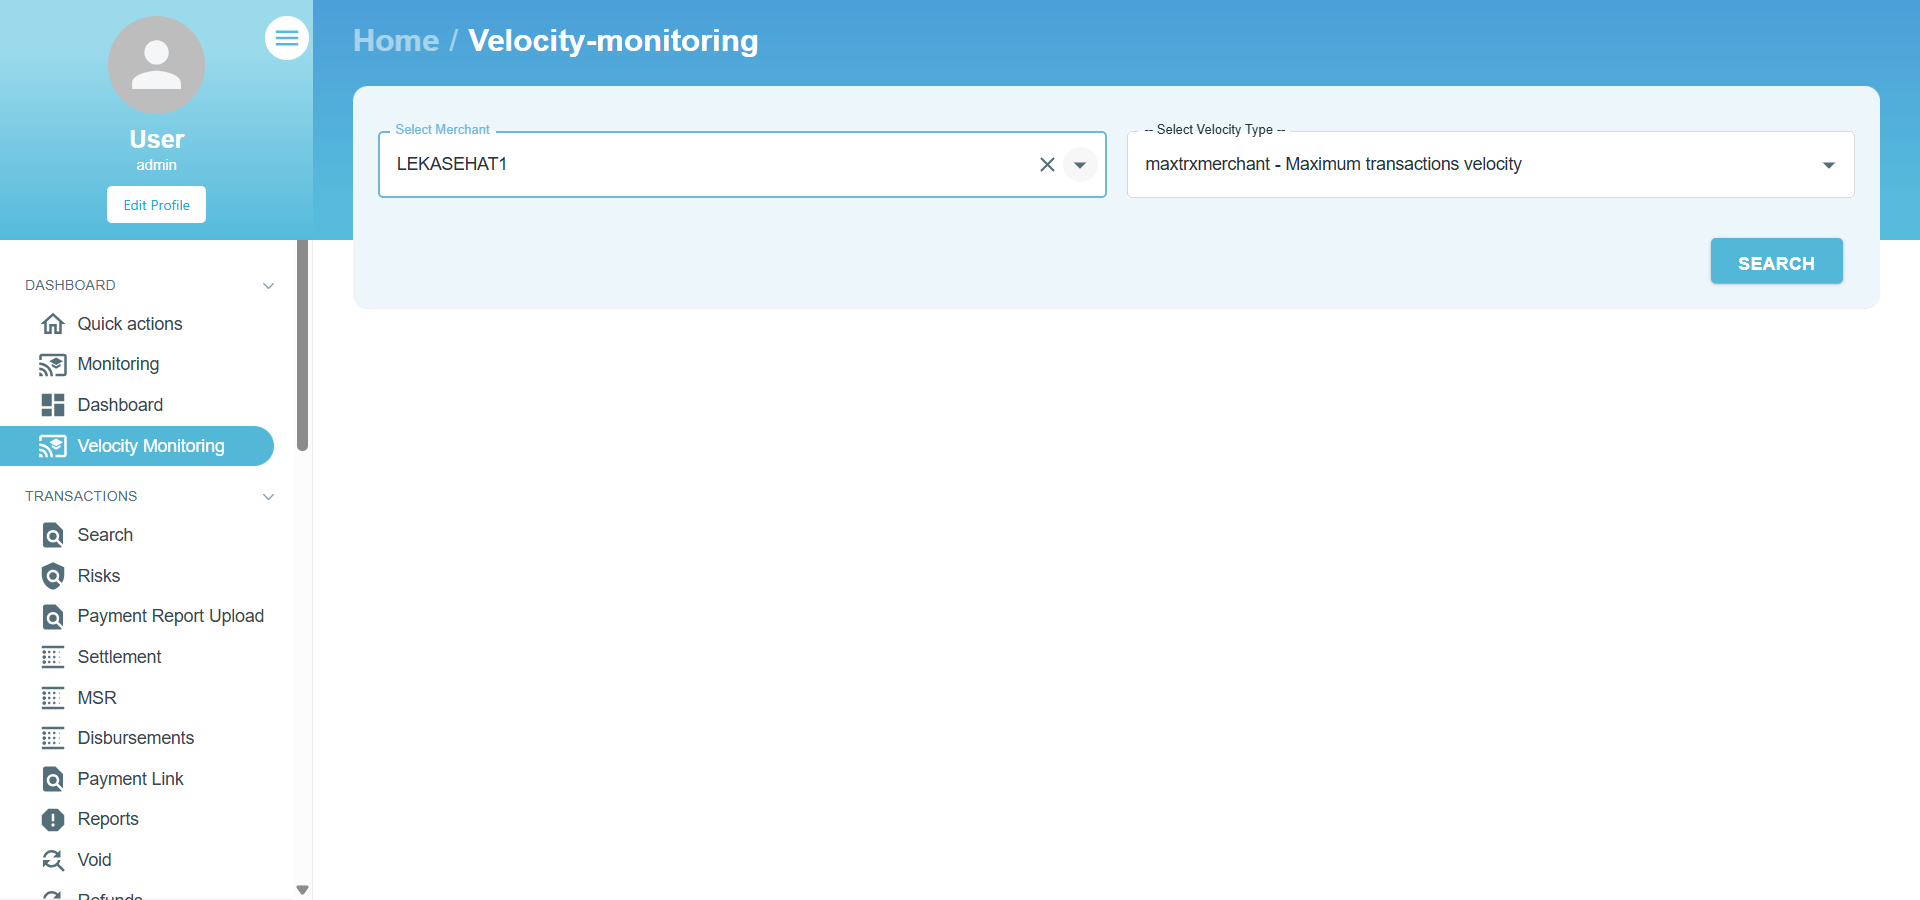 User
admin
Edit Profile
Home / Velocity-monitoring
Select Merchant
LEKASEHAT1
-- Select Velocity Type --
maxtrxmerchant - Maximum transactions velocity
SEARCH
DASHBOARD
Quick actions
Monitoring
Dashboard
Velocity Monitoring
TRANSACTIONS
Search
Risks
Payment Report Upload
Settlement
MSR
Disbursements
Payment Link
Reports
Void
Refunds